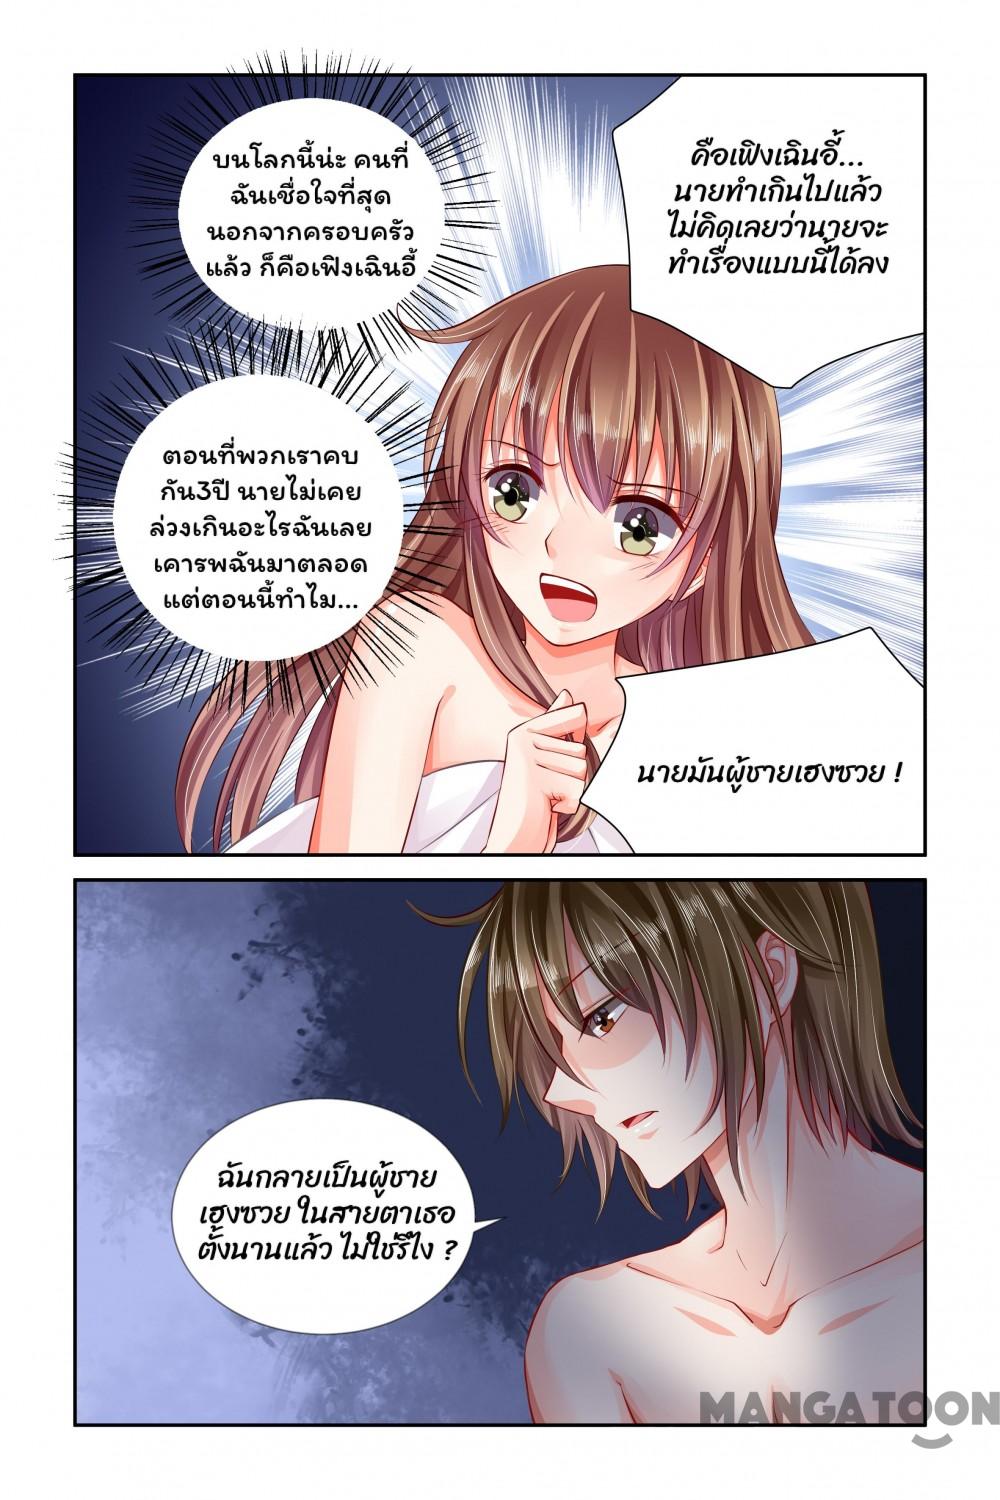 บนโลกนี้น่ะ คนที่
ฉันเชื่อใจที่สุด
นอกจากครอบครัว
แล้ว ก็คือเฟิงเฉินอี้
คือเฟิงเฉินอี้...
นายทำเกินไปแล้ว
ไม่คิดเลยว่านายจะ
ทำเรื่องแบบนี้ได้ลง
ตอนที่พวกเราคบ
กัน3ปี นายไม่เคย
ล่วงเกินอะไรฉันเลย
เคารพฉันมาตลอด
แต่ตอนนี้ทำไม...
นายมันผู้ชายเฮงซวย !
ฉันกลายเป็นผู้ชาย
เฮงซวย ในสายตาเธอ
ตั้งนานแล้ว ไม่ใช่รึไง ?
MANGATOON